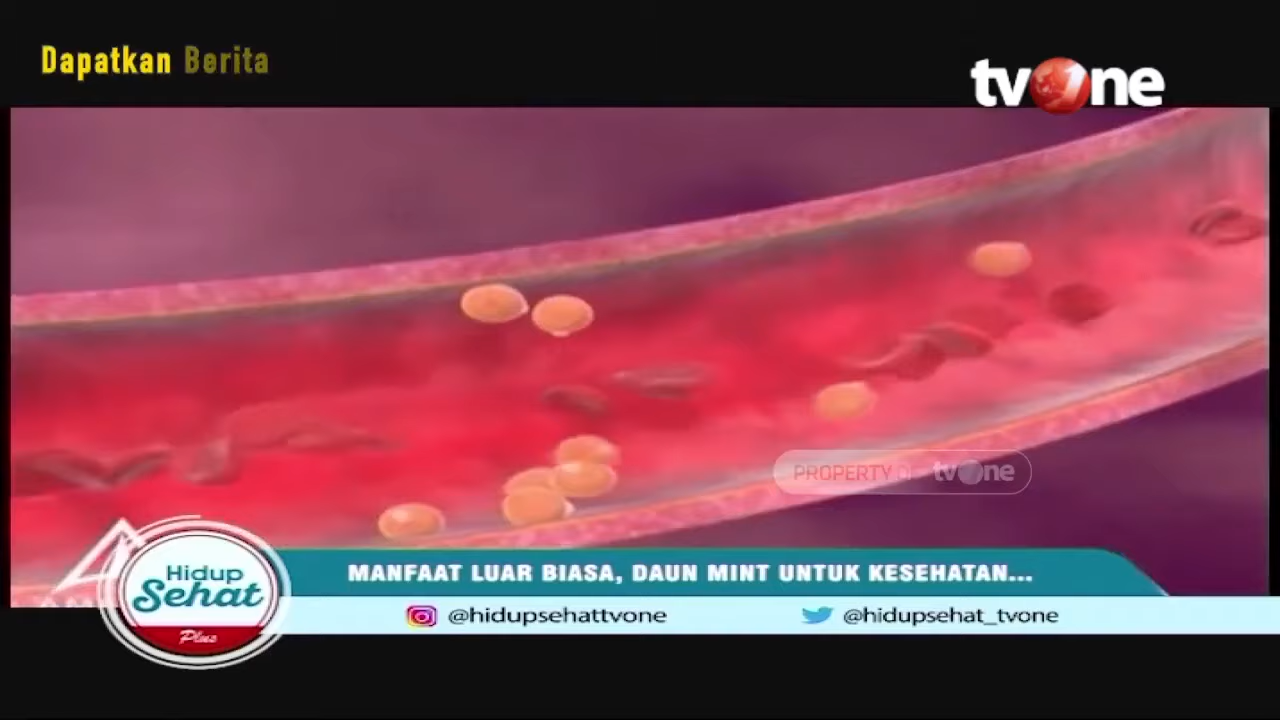 Dapatkan Berita
tvOne
PROPERTY OF tvOne
Hidup
Sehat
Plus
MANFAAT LUAR BIASA, DAUN MINT UNTUK KESEHATAN...
@hidupsehattvone
@hidupsehat_tvone